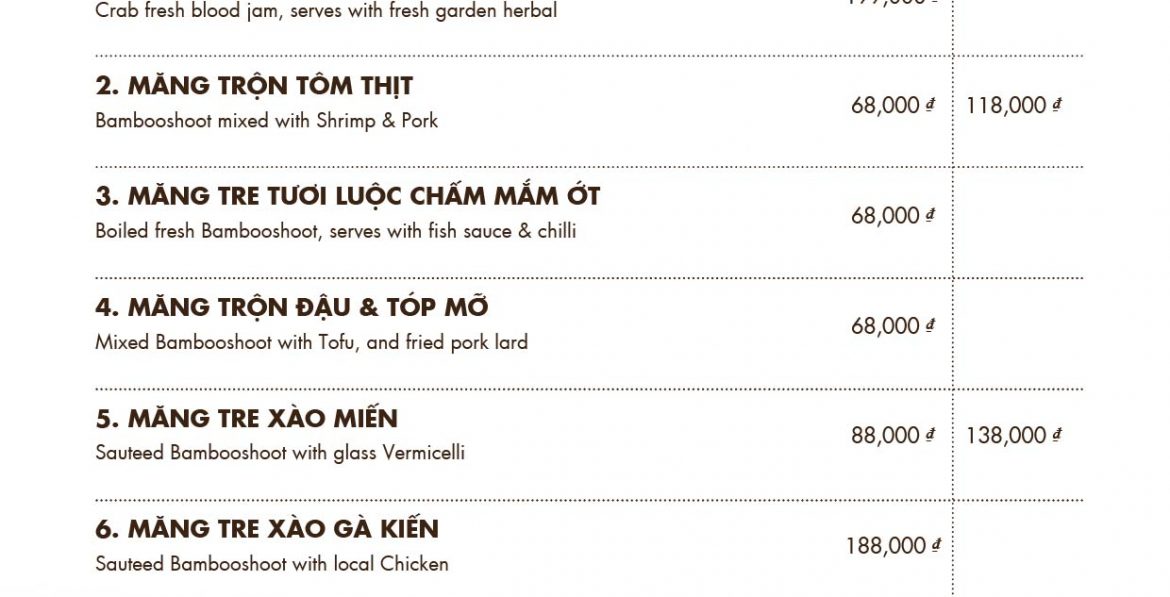 Crab fresh blood jam, serves with fresh garden herbal
2. MĂNG TRỘN TÔM THỊT
68,000 đ 118,000 đ
Bambooshoot mixed with Shrimp & Pork
3. MĂNG TRE TƯƠI LUỘC CHẤM MẮM ỚT
68,000 đ
Boiled fresh Bambooshoot, serves with fish sauce & chilli
4. MĂNG TRỘN ĐẬU & TÓP MỠ
68,000 đ
Mixed Bambooshoot with Tofu, and fried pork lard
5. MĂNG TRE XÀO MIẾN
88,000 đ 138,000 đ
Sauteed Bambooshoot with glass Vermicelli
6. MĂNG TRE XÀO GÀ KIẾN
188,000 đ
Sauteed Bambooshoot with local Chicken